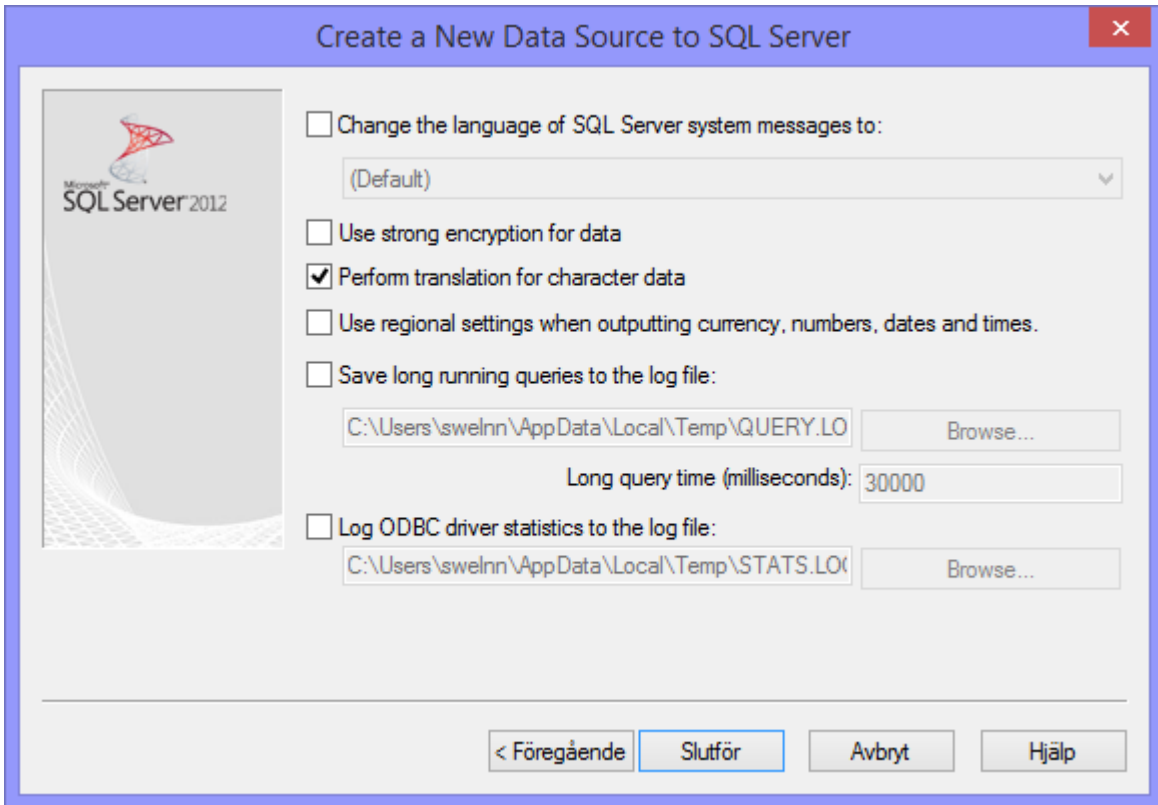 Create a New Data Source to SQL Server
Microsoft
SQL Server 2012
Change the language of SQL Server system messages to:
(Default)
Use strong encryption for data
Perform translation for character data
Use regional settings when outputting currency, numbers, dates and times.
Save long running queries to the log file:
C:\Users\swelnn\AppData\Local\Temp\QUERY.LO
Browse...
Long query time (milliseconds):
30000
Log ODBC driver statistics to the log file:
C:\Users\swelnn\AppData\Local\Temp\STATS.LO
Browse...
< Föregående
Slutför
Avbryt
Hjälp